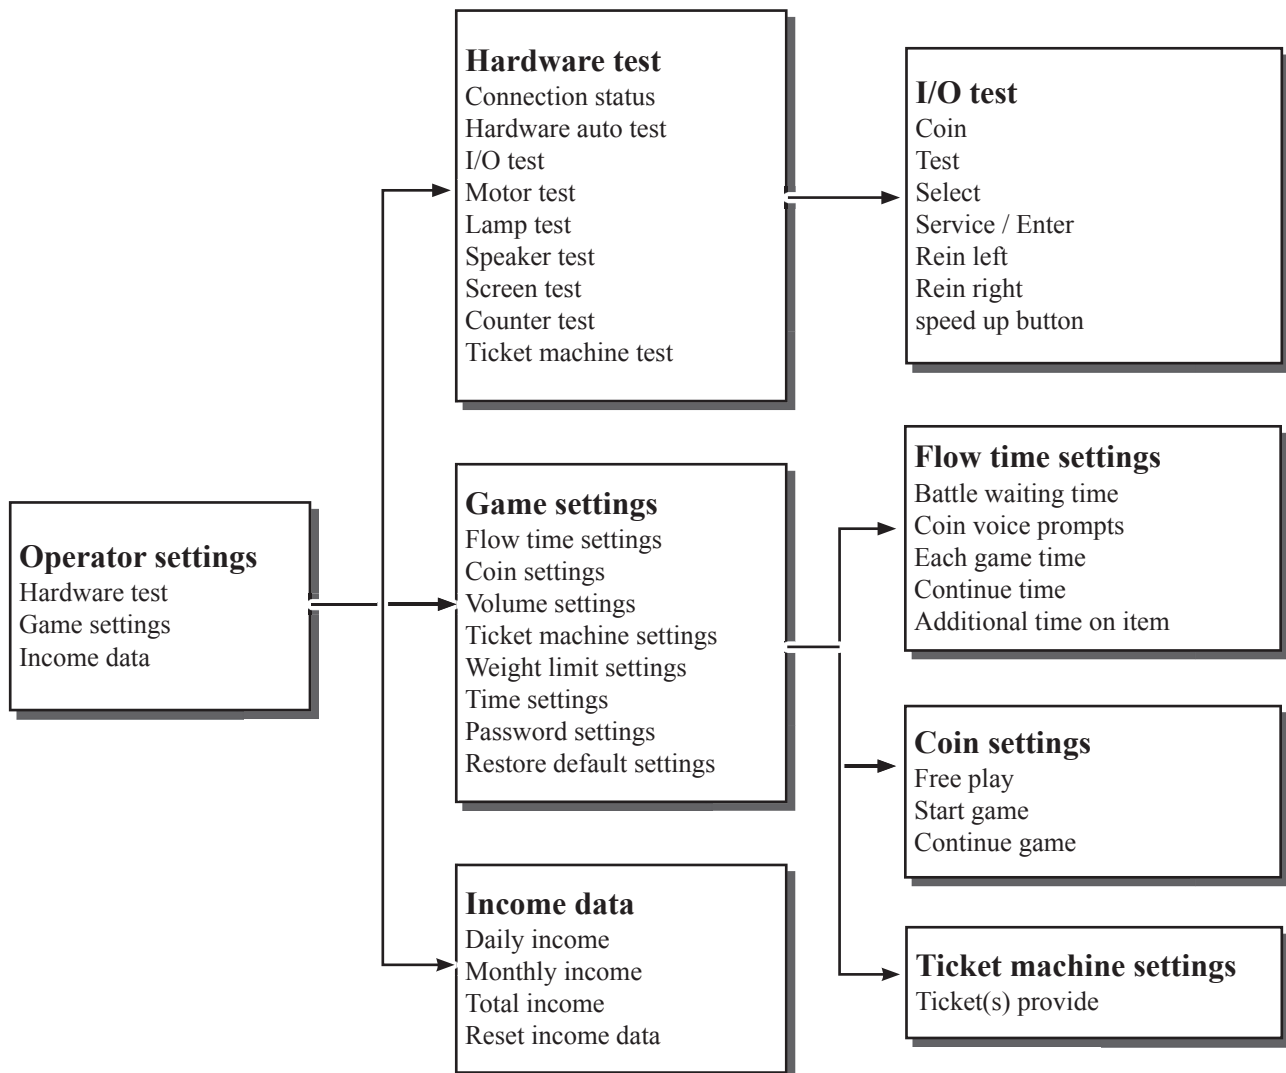 Operator settings
Hardware test
Game settings
Income data
Hardware test
Connection status
Hardware auto test
I/O test
Motor test
Lamp test
Speaker test
Screen test
Counter test
Ticket machine test
Game settings
Flow time settings
Coin settings
Volume settings
Ticket machine settings
Weight limit settings
Time settings
Password settings
Restore default settings
Income data
Daily income
Monthly income
Total income
Reset income data
I/O test
Coin
Test
Select
Service / Enter
Rein left
Rein right
speed up button
Flow time settings
Battle waiting time
Coin voice prompts
Each game time
Continue time
Additional time on item
Coin settings
Free play
Start game
Continue game
Ticket machine settings
Ticket(s) provide